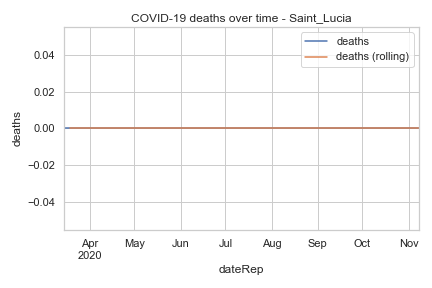 COVID-19 deaths over time - Saint_Lucia
deaths
deaths (rolling)
0.04
0.02
0.00
−0.02
−0.04
deaths
Apr May Jun Jul Aug Sep Oct Nov
2020
dateRep